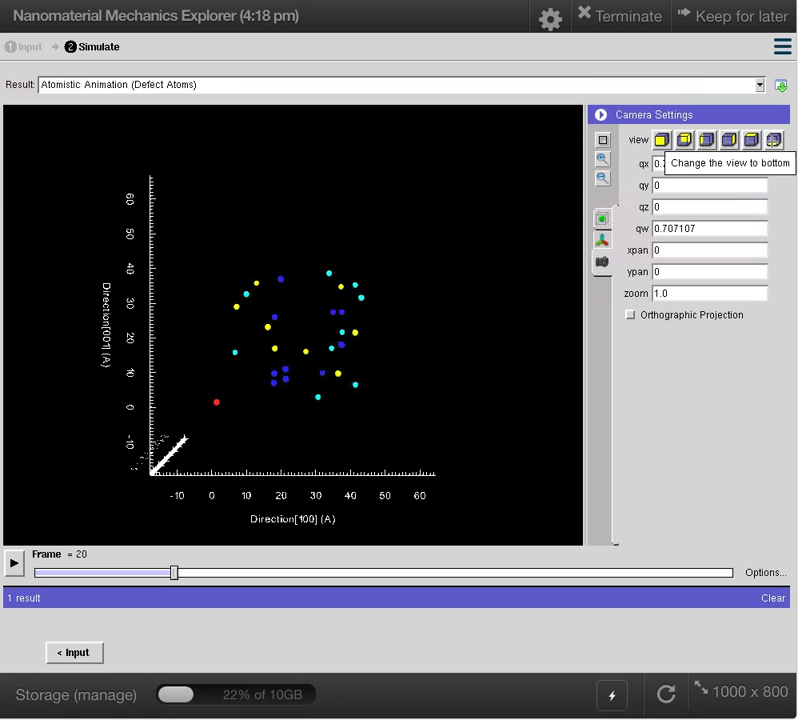 Nanomaterial Mechanics Explorer (4:18 pm)
Terminate
Keep for later
1 Input
2 Simulate
Result: Atomistic Animation (Defect Atoms)
Camera Settings
view
Change the view to bottom
qx 0.7
qy 0
qz 0
qw 0.707107
xpan 0
ypan 0
zoom 1.0
Orthographic Projection
Direction[001] (A)
60
50
40
30
20
10
0
-10
-10 0 10 20 30 40 50 60
Direction[100] (A)
Frame = 20
Options...
1 result Clear
< Input
Storage (manage) 22% of 10GB 1000 x 800